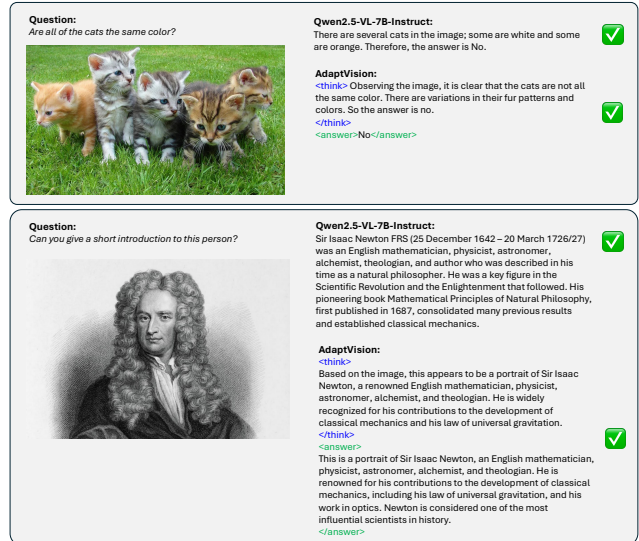 Question:
Are all of the cats the same color?
Qwen2.5-VL-7B-Instruct:
There are several cats in the image; some are white and some
are orange. Therefore, the answer is No.
AdaptVision:
<think> Observing the image, it is clear that the cats are not all
the same color. There are variations in their fur patterns and
colors. So the answer is no.
</think>
<answer>No</answer>
Question:
Can you give a short introduction to this person?
Qwen2.5-VL-7B-Instruct:
Sir Isaac Newton FRS (25 December 1642 – 20 March 1726/27)
was an English mathematician, physicist, astronomer,
alchemist, theologian, and author who was described in his
time as a natural philosopher. He was a key figure in the
Scientific Revolution and the Enlightenment that followed. His
pioneering book Mathematical Principles of Natural Philosophy,
first published in 1687, consolidated many previous results
and established classical mechanics.
AdaptVision:
<think>
Based on the image, this appears to be a portrait of Sir Isaac
Newton, a renowned English mathematician, physicist,
astronomer, alchemist, and theologian. He is widely
recognized for his contributions to the development of
classical mechanics and his law of universal gravitation.
</think>
<answer>
This is a portrait of Sir Isaac Newton, an English mathematician,
physicist, astronomer, alchemist, and theologian. He is
renowned for his contributions to the development of classical
mechanics, including his law of universal gravitation, and his
work in optics. Newton is considered one of the most
influential scientists in history.
</answer>